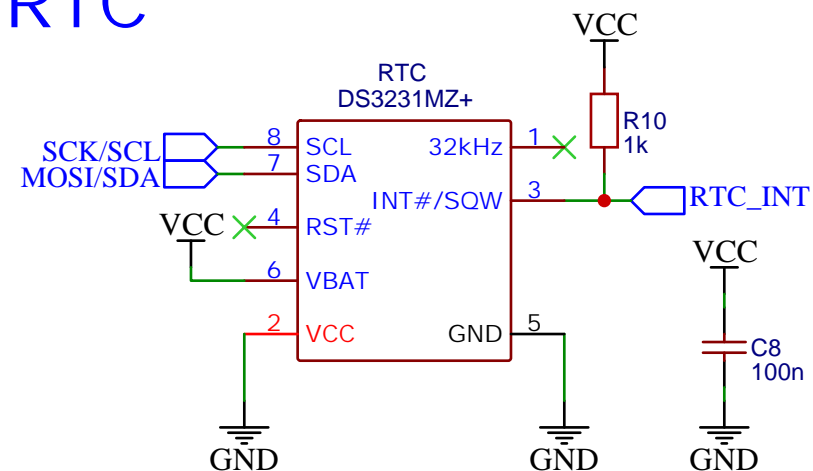 RTC
VCC
RTC
DS3231MZ+
R10
1k
SCK/SCL
8
SCL
32kHz
1
MOSI/SDA
7
SDA
INT#/SQW
3
RTC_INT
VCC
4
RST#
VCC
6
VBAT
2
VCC
GND
5
C8
100n
GND
GND
GND